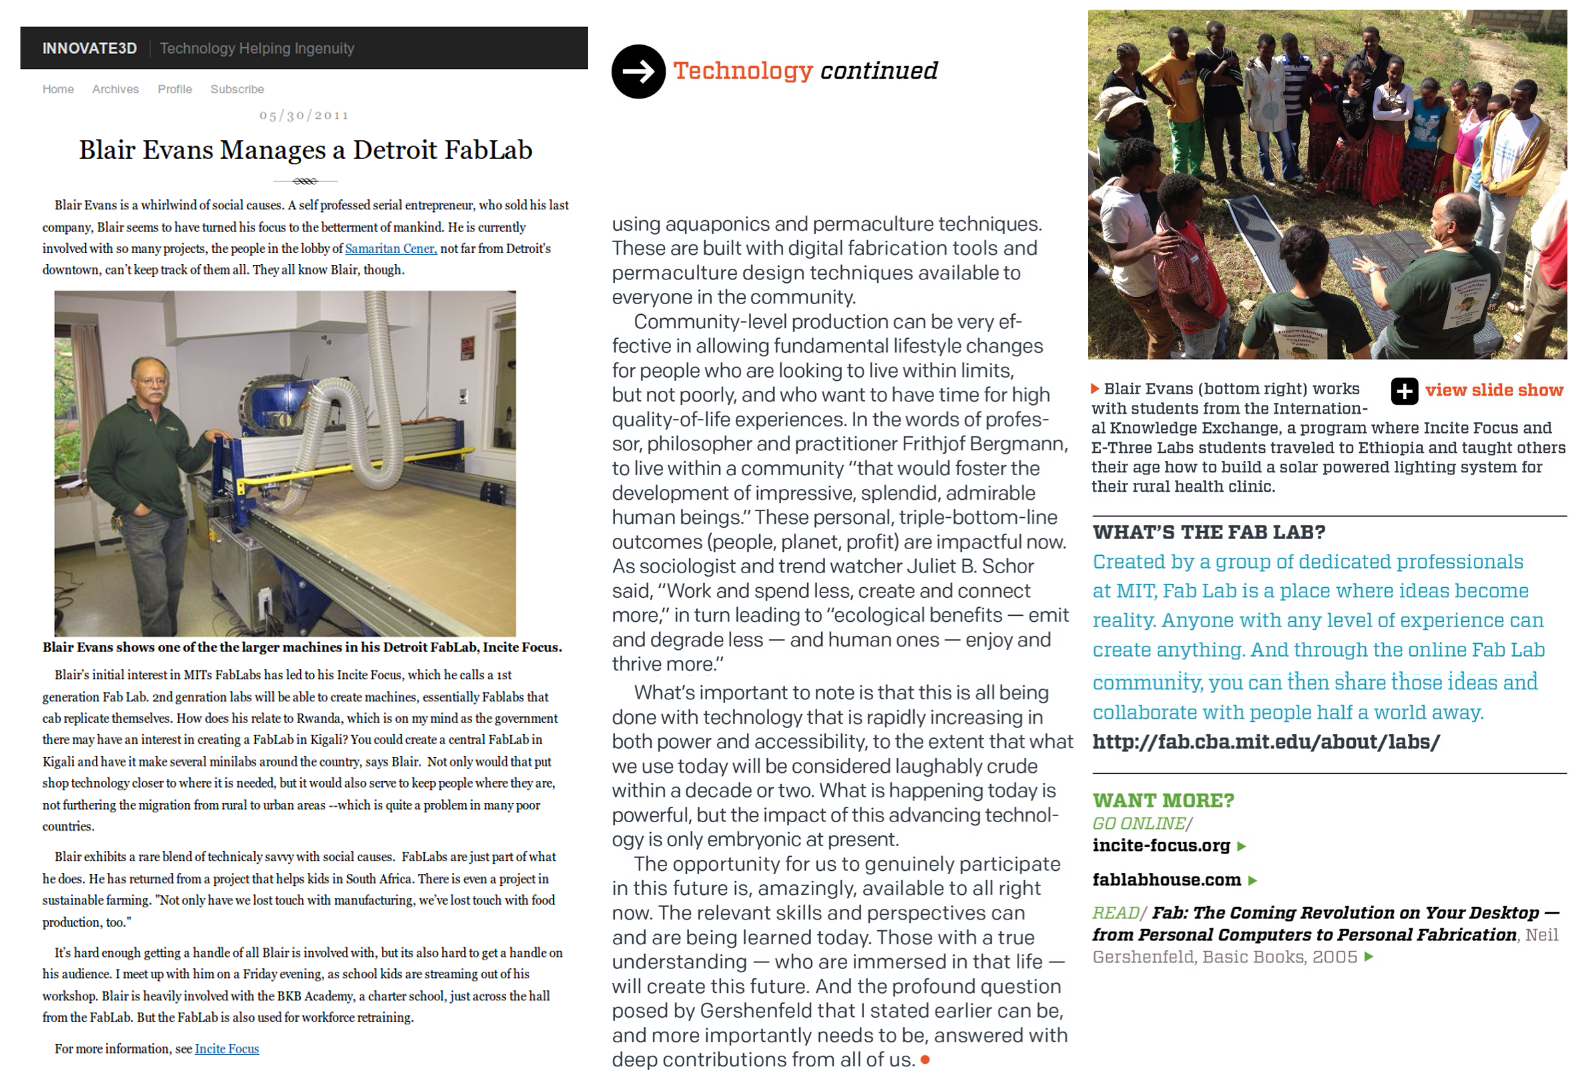 INNOVATE3D | Technology Helping Ingenuity
Home Archives Profile Subscribe
05/30/2011
Blair Evans Manages a Detroit FabLab
Blair Evans is a whirlwind of social causes. A self professed serial entrepreneur, who sold his last
company, Blair seems to have turned his focus to the betterment of mankind. He is currently
involved with so many projects, the people in the lobby of Samaritan Cener, not far from Detroit's
downtown, can't keep track of them all. They all know Blair, though.
Blair Evans shows one of the the larger machines in his Detroit FabLab, Incite Focus.
Blair's initial interest in MITs FabLabs has led to his Incite Focus, which he calls a 1st
generation Fab Lab. 2nd genration labs will be able to create machines, essentially Fablabs that
cab replicate themselves. How does his relate to Rwanda, which is on my mind as the government
there may have an interest in creating a FabLab in Kigali? You could create a central FabLab in
Kigali and have it make several minilabs around the country, says Blair. Not only would that put
shop technology closer to where it is needed, but it would also serve to keep people where they are,
not furthering the migration from rural to urban areas --which is quite a problem in many poor
countries.
Blair exhibits a rare blend of technicaly savvy with social causes. FabLabs are just part of what
he does. He has returned from a project that helps kids in South Africa. There is even a project in
sustainable farming. "Not only have we lost touch with manufacturing, we've lost touch with food
production, too."
It's hard enough getting a handle of all Blair is involved with, but its also hard to get a handle on
his audience. I meet up with him on a Friday evening, as school kids are streaming out of his
workshop. Blair is heavily involved with the BKB Academy, a charter school, just across the hall
from the FabLab. But the FabLab is also used for workforce retraining.
For more information, see Incite Focus
Technology continued
using aquaponics and permaculture techniques.
These are built with digital fabrication tools and
permaculture design techniques available to
everyone in the community.
Community-level production can be very ef-
fective in allowing fundamental lifestyle changes
for people who are looking to live within limits,
but not poorly, and who want to have time for high
quality-of-life experiences. In the words of profes-
sor, philosopher and practitioner Frithjof Bergmann,
to live within a community “that would foster the
development of impressive, splendid, admirable
human beings.” These personal, triple-bottom-line
outcomes (people, planet, profit) are impactful now.
As sociologist and trend watcher Juliet B. Schor
said, “Work and spend less, create and connect
more,” in turn leading to “ecological benefits — emit
and degrade less — and human ones — enjoy and
thrive more.”
What’s important to note is that this is all being
done with technology that is rapidly increasing in
both power and accessibility, to the extent that what
we use today will be considered laughably crude
within a decade or two. What is happening today is
powerful, but the impact of this advancing technol-
ogy is only embryonic at present.
The opportunity for us to genuinely participate
in this future is, amazingly, available to all right
now. The relevant skills and perspectives can
and are being learned today. Those with a true
understanding — who are immersed in that life —
will create this future. And the profound question
posed by Gershenfeld that I stated earlier can be,
and more importantly needs to be, answered with
deep contributions from all of us.
International
Blair Evans (bottom right) works
with students from the Internation-
al Knowledge Exchange, a program where Incite Focus and
E-Three Labs students traveled to Ethiopia and taught others
their age how to build a solar powered lighting system for
their rural health clinic.
view slide show
WHAT’S THE FAB LAB?
Created by a group of dedicated professionals
at MIT, Fab Lab is a place where ideas become
reality. Anyone with any level of experience can
create anything. And through the online Fab Lab
community, you can then share those ideas and
collaborate with people half a world away.
http://fab.cba.mit.edu/about/labs/
WANT MORE?
GO ONLINE/
incite-focus.org
fablabhouse.com
READ/ Fab: The Coming Revolution on Your Desktop —
from Personal Computers to Personal Fabrication, Neil
Gershenfeld, Basic Books, 2005